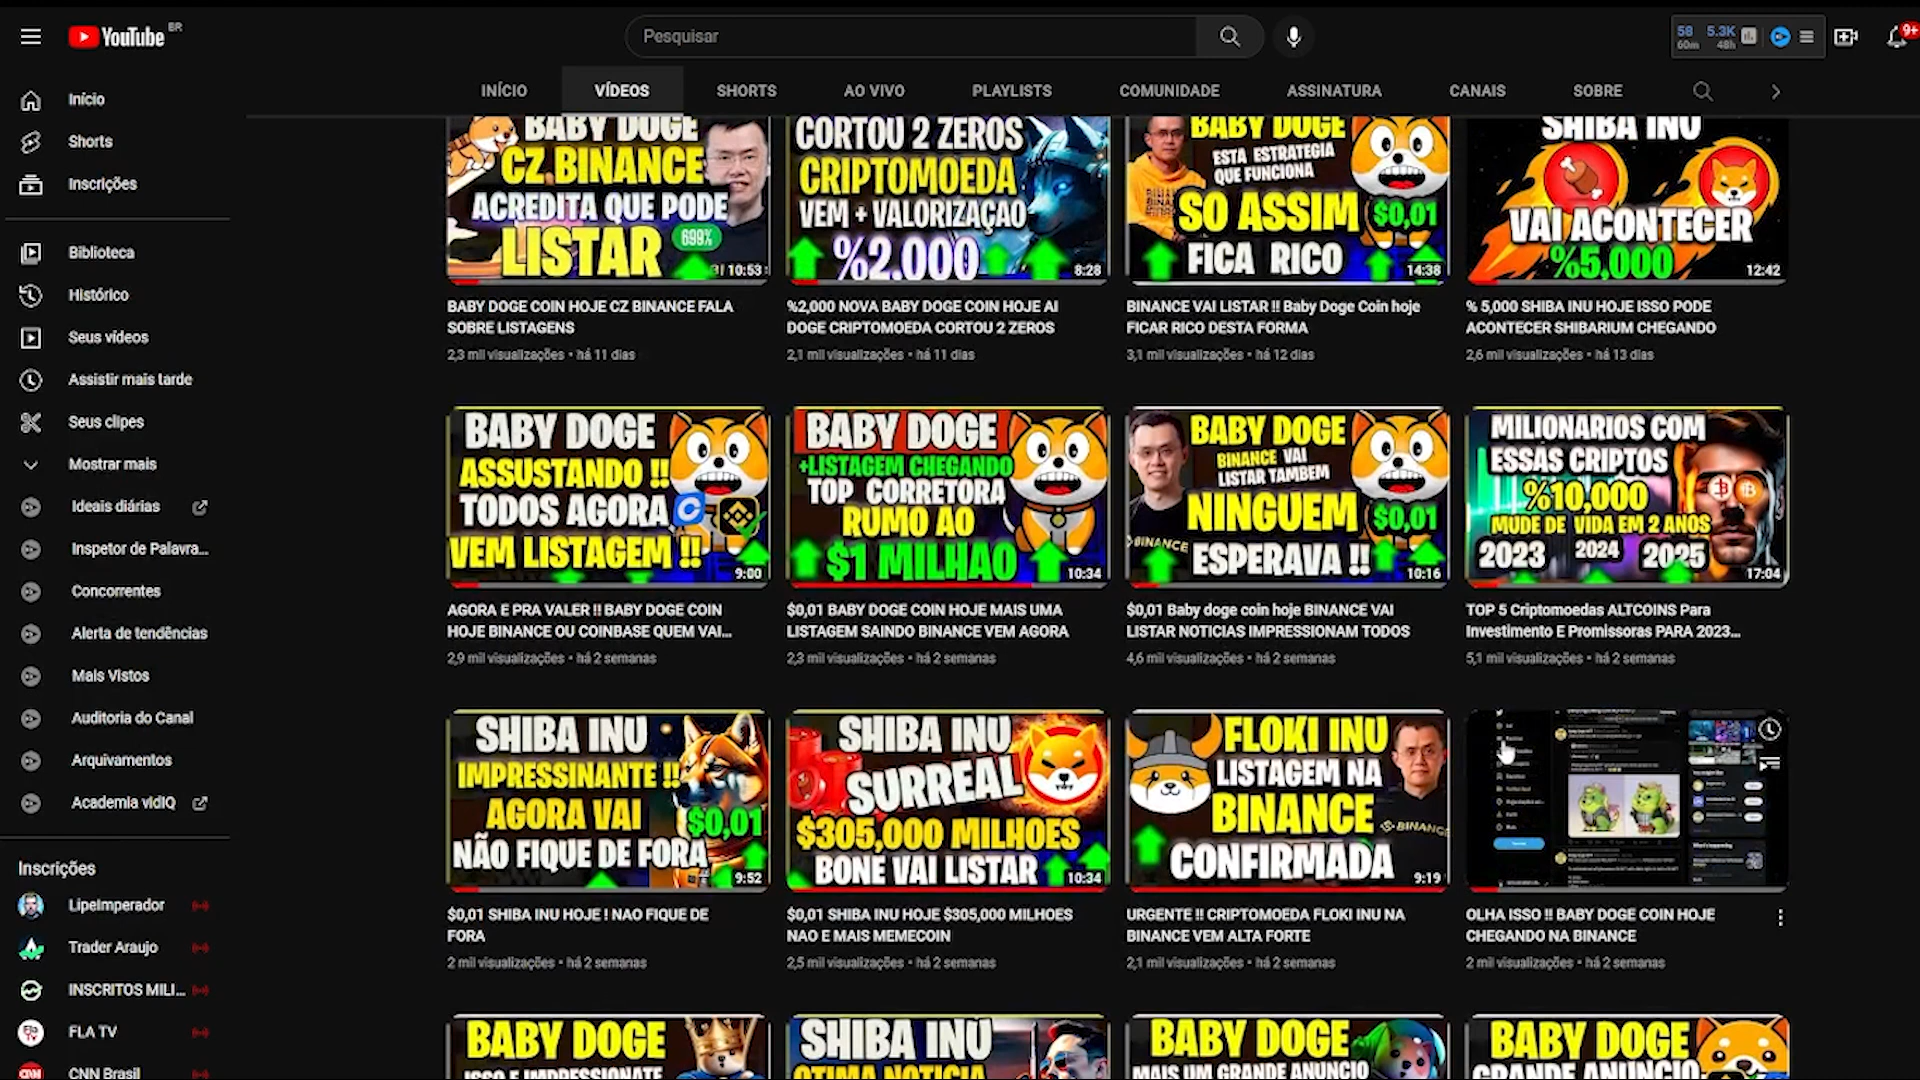 YouTube BR
Pesquisar
58 5.3K
60m 48h
9+
INÍCIO VÍDEOS SHORTS AO VIVO PLAYLISTS COMUNIDADE ASSINATURA CANAIS SOBRE
Início
Shorts
Inscrições
Biblioteca
Histórico
Seus vídeos
Assistir mais tarde
Seus clipes
Mostrar mais
Ideais diárias
Inspetor de Palavra...
Concorrentes
Alerta de tendências
Mais Vistos
Auditoria do Canal
Arquivamentos
Academia vidIQ
Inscrições
LipeImperador
Trader Araujo
INSCRITOS MILI...
FLA TV
CNN Brasil
BABY DOGE
CZ BINANCE
ACREDITA QUE PODE
LISTAR 699%
10:53
BABY DOGE COIN HOJE CZ BINANCE FALA
SOBRE LISTAGENS
2,3 mil visualizações • há 11 dias
CORTOU 2 ZEROS
CRIPTOMOEDA
VEM + VALORIZAÇAO
%2,000
8:28
%2,000 NOVA BABY DOGE COIN HOJE AI
DOGE CRIPTOMOEDA CORTOU 2 ZEROS
2,1 mil visualizações • há 11 dias
BABY DOGE
ESTA ESTRATEGIA
QUE FUNCIONA
SO ASSIM $0,01
FICA RICO
14:38
BINANCE VAI LISTAR !! Baby Doge Coin hoje
FICAR RICO DESTA FORMA
3,1 mil visualizações • há 12 dias
SHIBA INU
VAI ACONTECER
%5,000
12:42
% 5,000 SHIBA INU HOJE ISSO PODE
ACONTECER SHIBARIUM CHEGANDO
2,6 mil visualizações • há 13 dias
BABY DOGE
ASSUSTANDO !!
TODOS AGORA
VEM LISTAGEM !!
9:00
AGORA E PRA VALER !! BABY DOGE COIN
HOJE BINANCE OU COINBASE QUEM VAI...
2,9 mil visualizações • há 2 semanas
BABY DOGE
+LISTAGEM CHEGANDO
TOP CORRETORA
RUMO AO
$1 MILHAO
10:34
$0,01 BABY DOGE COIN HOJE MAIS UMA
LISTAGEM SAINDO BINANCE VEM AGORA
2,3 mil visualizações • há 2 semanas
BABY DOGE
BINANCE VAI
LISTAR TAMBEM
NINGUEM $0,01
BINANCE
ESPERAVA !!
10:16
$0,01 Baby doge coin hoje BINANCE VAI
LISTAR NOTICIAS IMPRESSIONAM TODOS
4,6 mil visualizações • há 2 semanas
MILIONARIOS COM
ESSAS CRIPTOS
%10,000
MUDE DE VIDA EM 2 ANOS
2023 2024 2025
17:04
TOP 5 Criptomoedas ALTCOINS Para
Investimento E Promissoras PARA 2023...
5,1 mil visualizações • há 2 semanas
SHIBA INU
IMPRESSINANTE !!
AGORA VAI $0,01
NÃO FIQUE DE FORA
9:52
$0,01 SHIBA INU HOJE ! NAO FIQUE DE
FORA
2 mil visualizações • há 2 semanas
SHIBA INU
SURREAL
$305,000 MILHOES
BONE VAI LISTAR
10:34
$0,01 SHIBA INU HOJE $305,000 MILHOES
NAO E MAIS MEMECOIN
2,5 mil visualizações • há 2 semanas
FLOKI INU
LISTAGEM NA
BINANCE
BINANCE
CONFIRMADA
9:19
URGENTE !! CRIPTOMOEDA FLOKI INU NA
BINANCE VEM ALTA FORTE
2,1 mil visualizações • há 2 semanas
OLHA ISSO !! BABY DOGE COIN HOJE
CHEGANDO NA BINANCE
2 mil visualizações • há 2 semanas
BABY DOGE
ISSO E IMPRESSIONATE
SHIBA INU
OTIMA NOTICIA
BABY DOGE
MAIS UM GRANDE ANUNCIO
BABY DOGE
GRANDE ANUNCIO